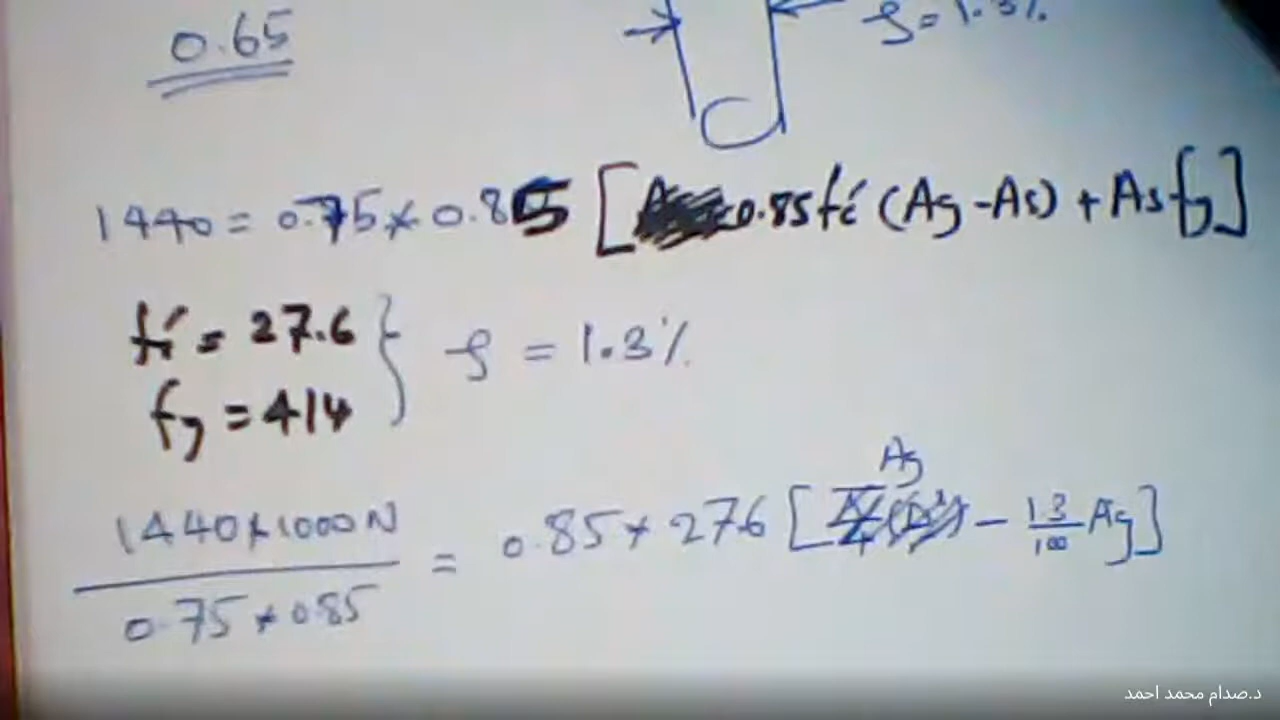 0.65
ρ = 1.3%
1440 = 0.75 * 0.85 [ 0.85 fc' (Ag - As) + As fy ]
fc' = 27.6
fy = 414
ρ = 1.3%
Ag
1440 * 1000 N
0.75 * 0.85
= 0.85 * 27.6 [ - 1.3/100 Ag ]
د.صدام محمد احمد